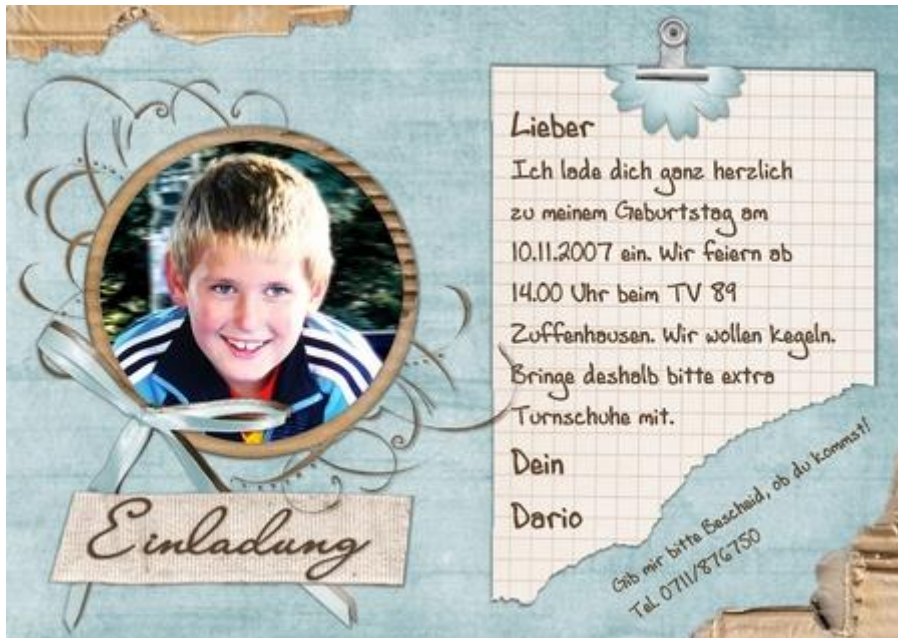 Einladung
Lieber
Ich lade dich ganz herzlich
zu meinem Geburtstag am
10.11.2007 ein. Wir feiern ab
14.00 Uhr beim TV 89
Zuffenhausen. Wir wollen kegeln.
Bringe deshalb bitte extra
Turnschuhe mit.
Dein
Dario
Gib mir bitte Bescheid, ob du kommst!
Tel. 0711/876750